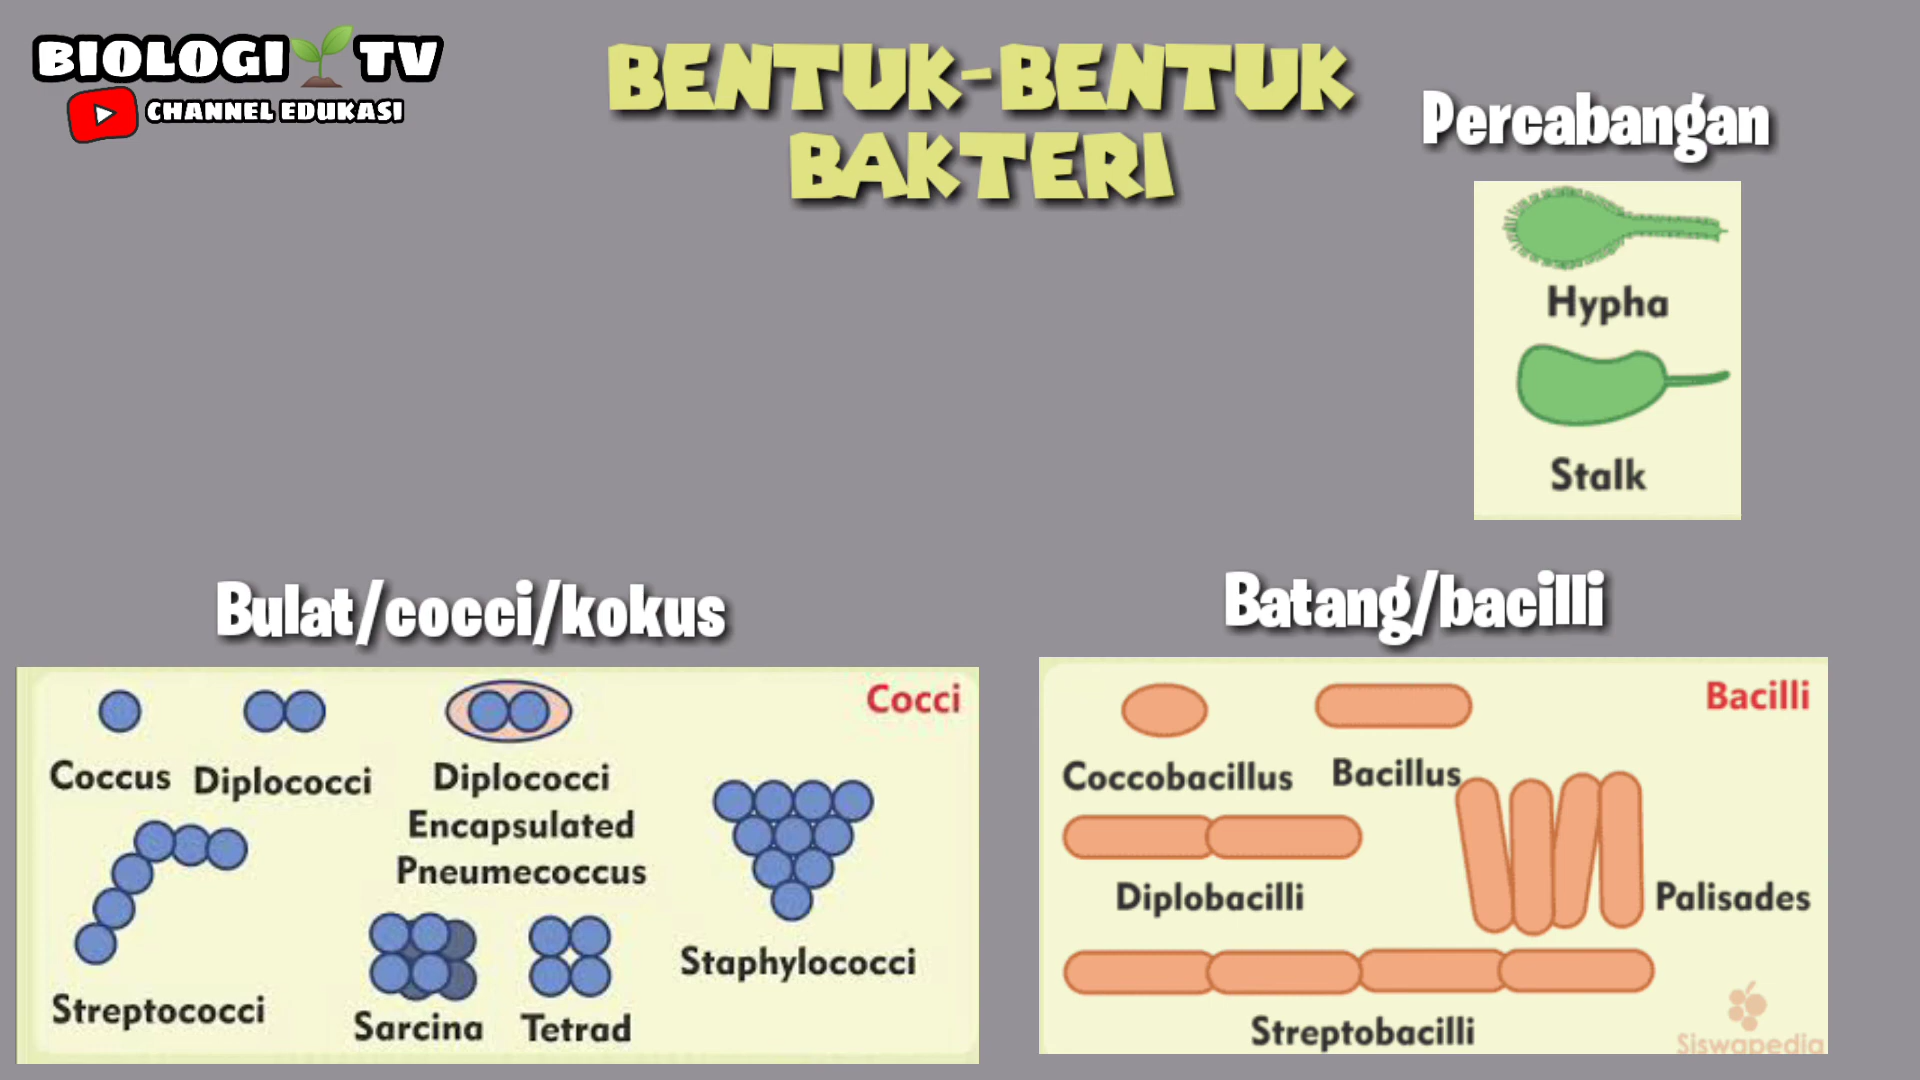 BIOLOGI TV
CHANNEL EDUKASI
BENTUK-BENTUK
BAKTERI
Percabangan
Hypha
Stalk
Bulat/cocci/kokus
Cocci
Coccus
Diplococci
Diplococci
Encapsulated
Pneumecoccus
Streptococci
Sarcina
Tetrad
Staphylococci
Batang/bacilli
Bacilli
Coccobacillus
Bacillus
Diplobacilli
Palisades
Streptobacilli
Siswapedia